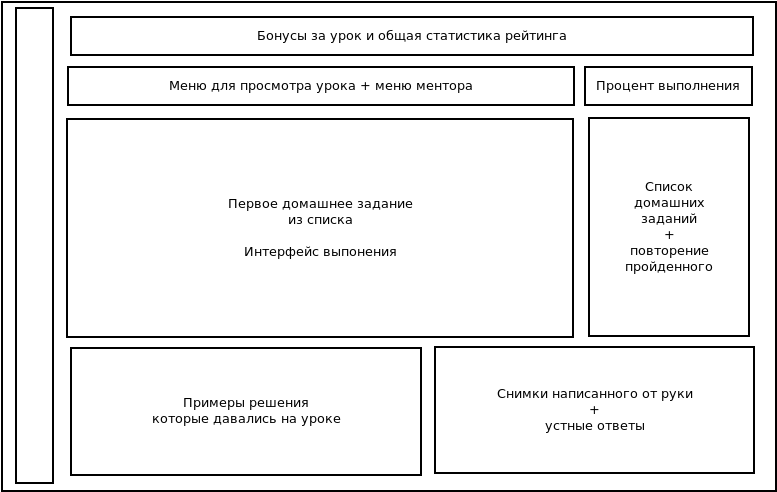 Бонусы за урок и общая статистика рейтинга
Меню для просмотра урока + меню ментора
Процент выполнения
Первое домашнее задание
из списка
Интерфейс выпонения
Список
домашних
заданий
+
повторение
пройденного
Примеры решения
которые давались на уроке
Снимки написанного от руки
+
устные ответы